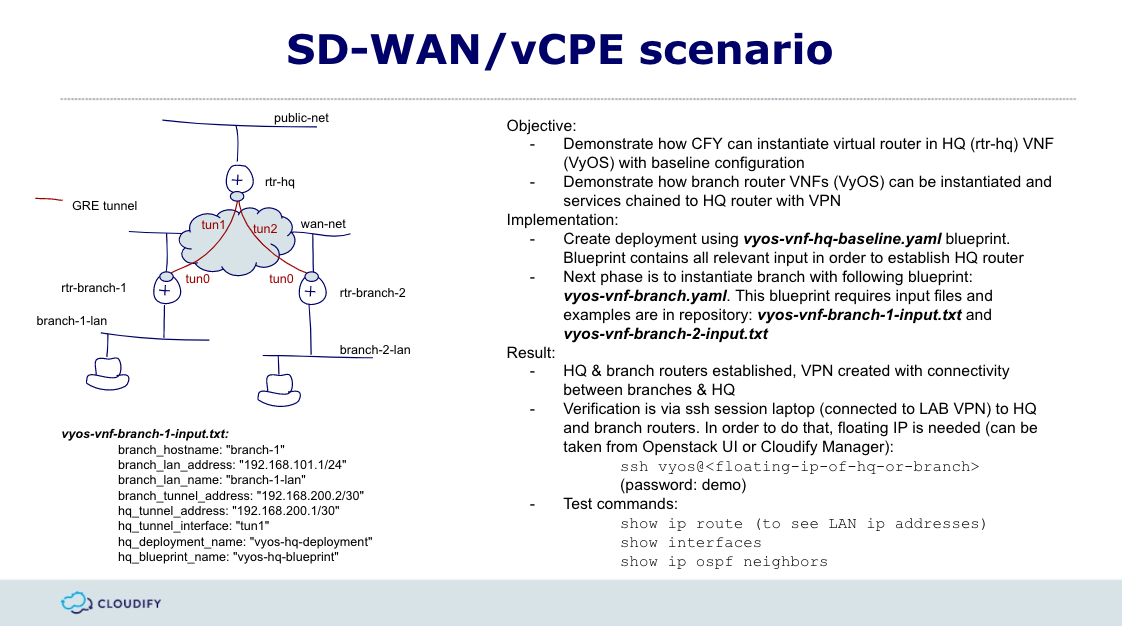 SD-WAN/vCPE scenario
public-net
rtr-hq
GRE tunnel
tun1
tun2
wan-net
tun0
tun0
rtr-branch-1
rtr-branch-2
branch-1-lan
branch-2-lan
vyos-vnf-branch-1-input.txt:
branch_hostname: "branch-1"
branch_lan_address: "192.168.101.1/24"
branch_lan_name: "branch-1-lan"
branch_tunnel_address: "192.168.200.2/30"
hq_tunnel_address: "192.168.200.1/30"
hq_tunnel_interface: "tun1"
hq_deployment_name: "vyos-hq-deployment"
hq_blueprint_name: "vyos-hq-blueprint"
Objective:
- Demonstrate how CFY can instantiate virtual router in HQ (rtr-hq) VNF
(VyOS) with baseline configuration
- Demonstrate how branch router VNFs (VyOS) can be instantiated and
services chained to HQ router with VPN
Implementation:
- Create deployment using vyos-vnf-hq-baseline.yaml blueprint.
Blueprint contains all relevant input in order to establish HQ router
- Next phase is to instantiate branch with following blueprint:
vyos-vnf-branch.yaml. This blueprint requires input files and
examples are in repository: vyos-vnf-branch-1-input.txt and
vyos-vnf-branch-2-input.txt
Result:
- HQ & branch routers established, VPN created with connectivity
between branches & HQ
- Verification is via ssh session laptop (connected to LAB VPN) to HQ
and branch routers. In order to do that, floating IP is needed (can be
taken from Openstack UI or Cloudify Manager):
ssh vyos@<floating-ip-of-hq-or-branch>
(password: demo)
- Test commands:
show ip route (to see LAN ip addresses)
show interfaces
show ip ospf neighbors
CLOUDIFY